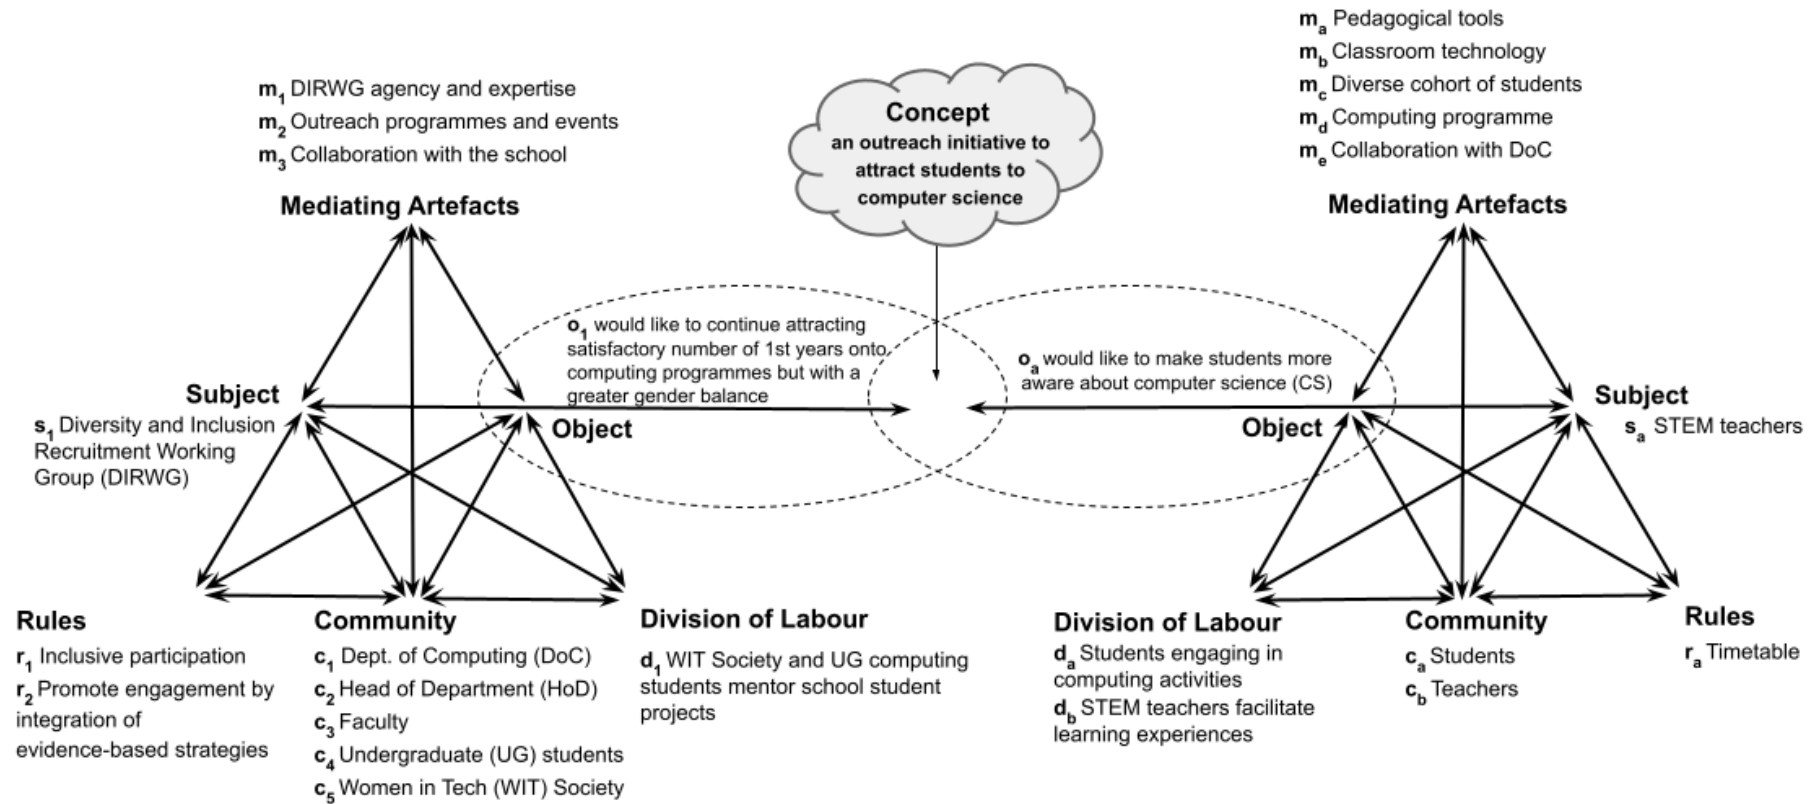 m1 DIRWG agency and expertise
m2 Outreach programmes and events
m3 Collaboration with the school
Mediating Artefacts
Concept
an outreach initiative to
attract students to
computer science
ma Pedagogical tools
mb Classroom technology
mc Diverse cohort of students
md Computing programme
me Collaboration with DoC
Mediating Artefacts
Subject
s1 Diversity and Inclusion
Recruitment Working
Group (DIRWG)
o1 would like to continue attracting
satisfactory number of 1st years onto
computing programmes but with a
greater gender balance
Object
oa would like to make students more
aware about computer science (CS)
Object
Subject
sa STEM teachers
Rules
r1 Inclusive participation
r2 Promote engagement by
integration of
evidence-based strategies
Community
c1 Dept. of Computing (DoC)
c2 Head of Department (HoD)
c3 Faculty
c4 Undergraduate (UG) students
c5 Women in Tech (WIT) Society
Division of Labour
d1 WIT Society and UG computing
students mentor school student
projects
Division of Labour
da Students engaging in
computing activities
db STEM teachers facilitate
learning experiences
Community
ca Students
cb Teachers
Rules
ra Timetable